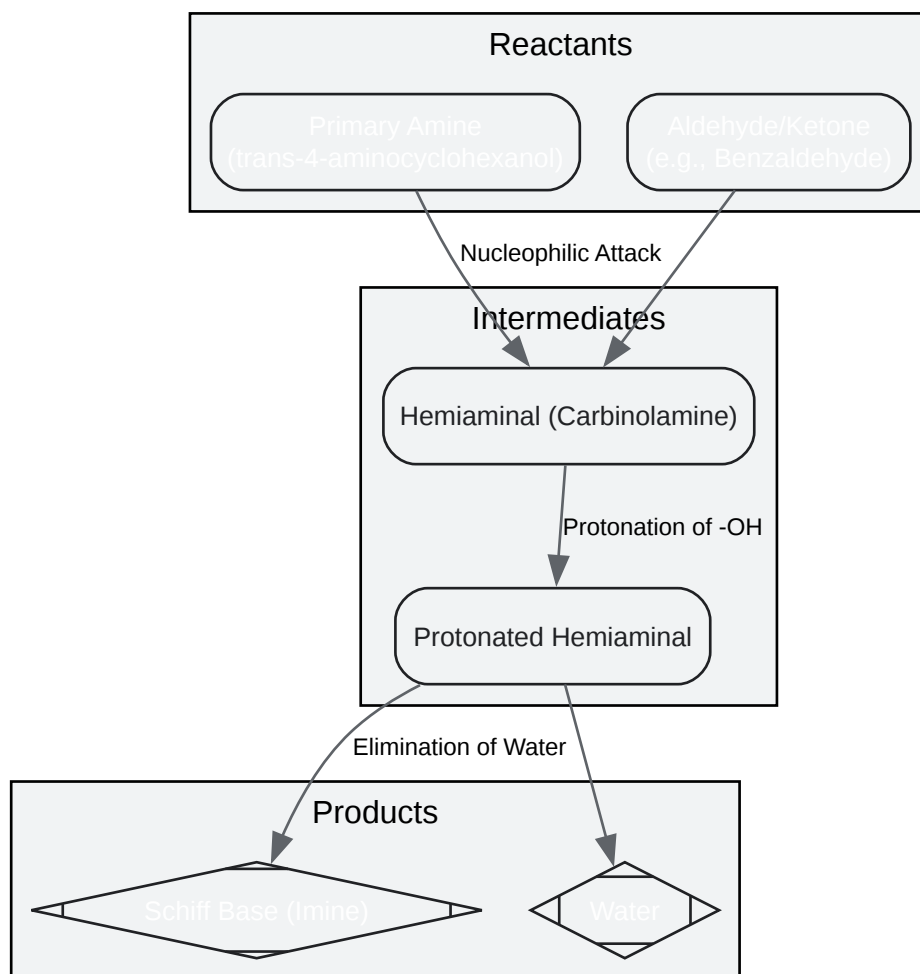 Reactants
Primary Amine
(trans-4-aminocyclohexanol)
Aldehyde/Ketone
(e.g., Benzaldehyde)
Nucleophilic Attack
Intermediates
Hemiaminal (Carbinolamine)
Protonation of -OH
Protonated Hemiaminal
Elimination of Water
Products
Schiff Base (Imine)
Water